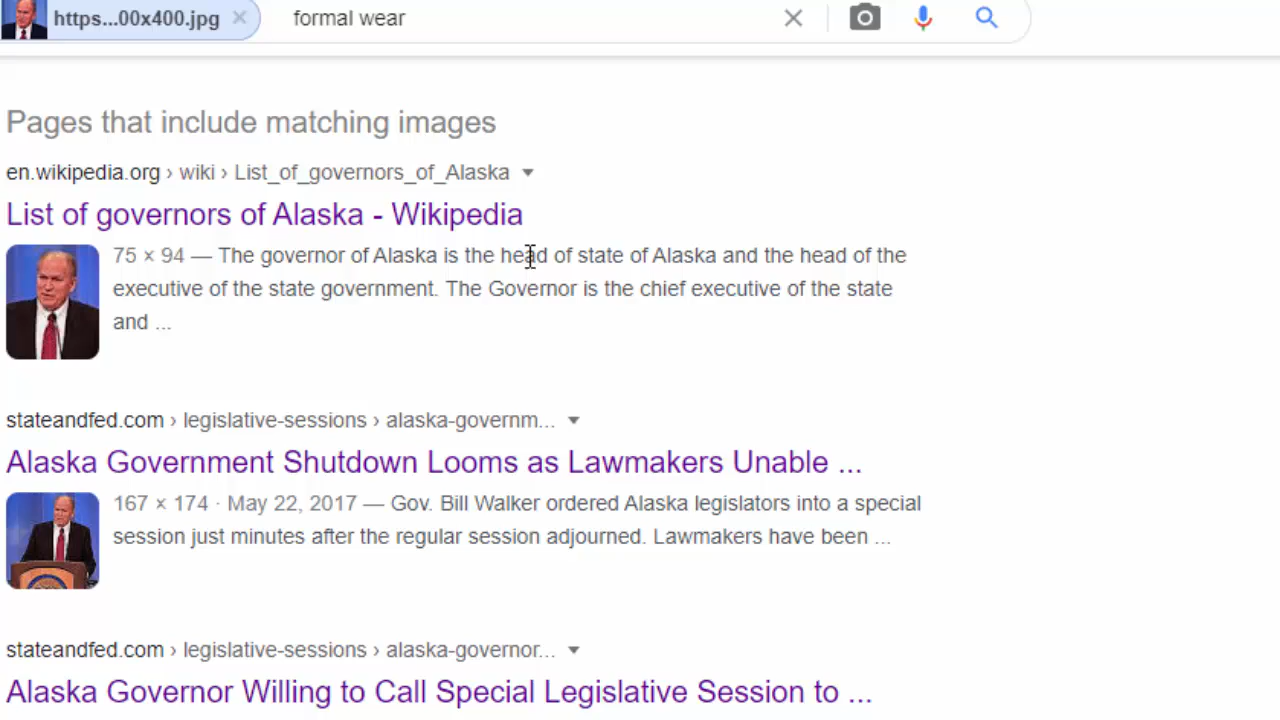 https...00x400.jpg × formal wear
Pages that include matching images
en.wikipedia.org › wiki › List_of_governors_of_Alaska
List of governors of Alaska - Wikipedia
75 × 94 — The governor of Alaska is the head of state of Alaska and the head of the
executive of the state government. The Governor is the chief executive of the state
and ...
stateandfed.com › legislative-sessions › alaska-governm...
Alaska Government Shutdown Looms as Lawmakers Unable ...
167 × 174 · May 22, 2017 — Gov. Bill Walker ordered Alaska legislators into a special
session just minutes after the regular session adjourned. Lawmakers have been ...
stateandfed.com › legislative-sessions › alaska-governor...
Alaska Governor Willing to Call Special Legislative Session to ...